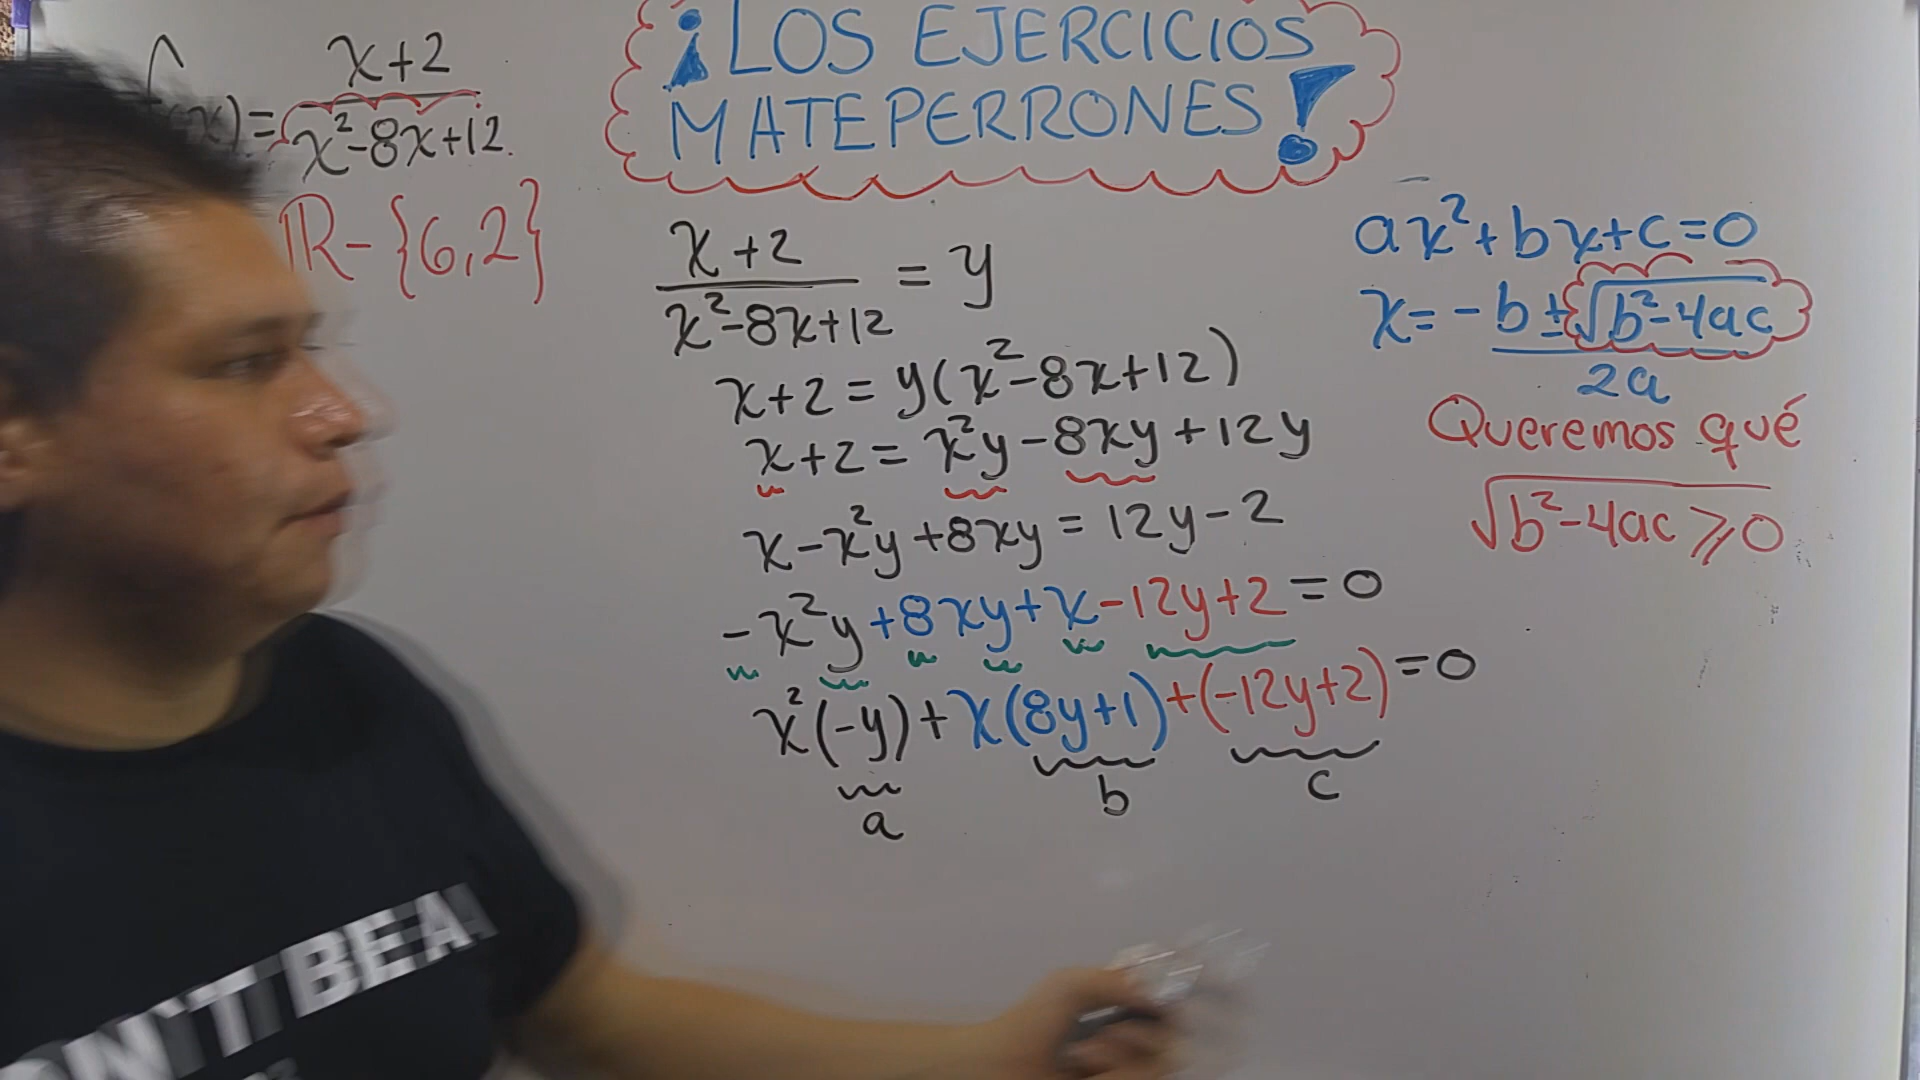 f(x) = x+2 / x²-8x+12.
ℝ-{6,2}
¡LOS EJERCICIOS
MATEPERRONES!
x+2 / x²-8x+12 = y
x+2 = y(x²-8x+12)
x+2 = x²y-8xy+12y
x-x²y+8xy = 12y-2
-x²y+8xy+x-12y+2=0
x²(-y)+x(8y+1)+(-12y+2)=0
a b c
ax²+bx+c=0
x=-b±√b²-4ac / 2a
Queremos qué
√b²-4ac ⩾ 0
N'T BEA